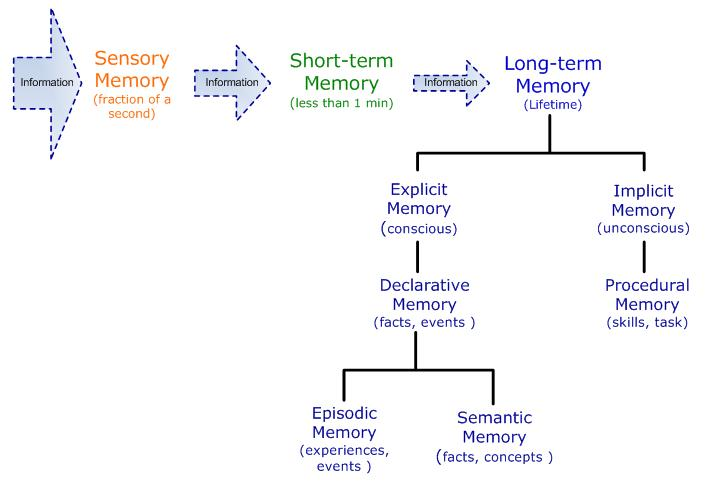 Information
Sensory
Memory
(fraction of a
second)
Information
Short-term
Memory
(less than 1 min)
Information
Long-term
Memory
(Lifetime)
Explicit
Memory
(conscious)
Implicit
Memory
(unconscious)
Declarative
Memory
(facts, events )
Procedural
Memory
(skills, task)
Episodic
Memory
(experiences,
events )
Semantic
Memory
(facts, concepts )